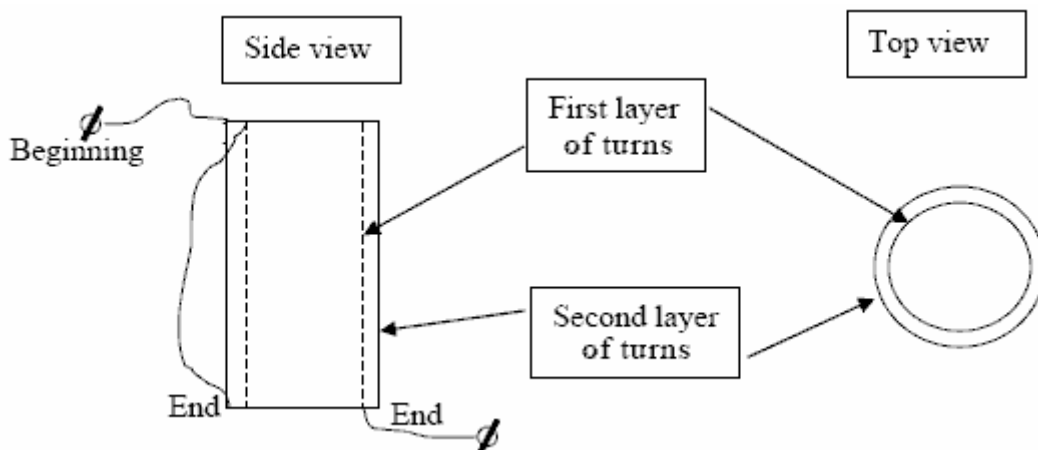 Side view
Top view
First layer
of turns
Beginning
Second layer
of turns
End
End